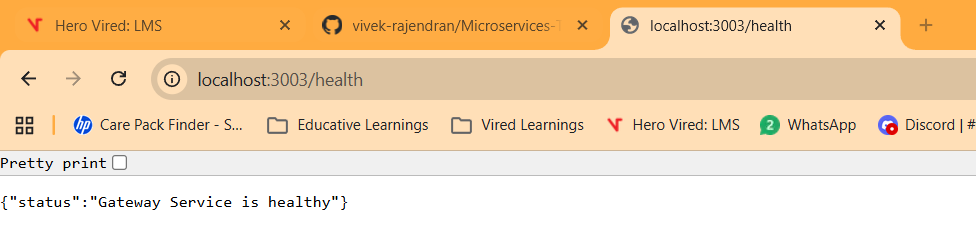 Hero Vired: LMS
vivek-rajendran/Microservices-T
localhost:3003/health
localhost:3003/health
Care Pack Finder - S...
Educative Learnings
Vired Learnings
Hero Vired: LMS
2
WhatsApp
Discord | #
Pretty print
{"status":"Gateway Service is healthy"}